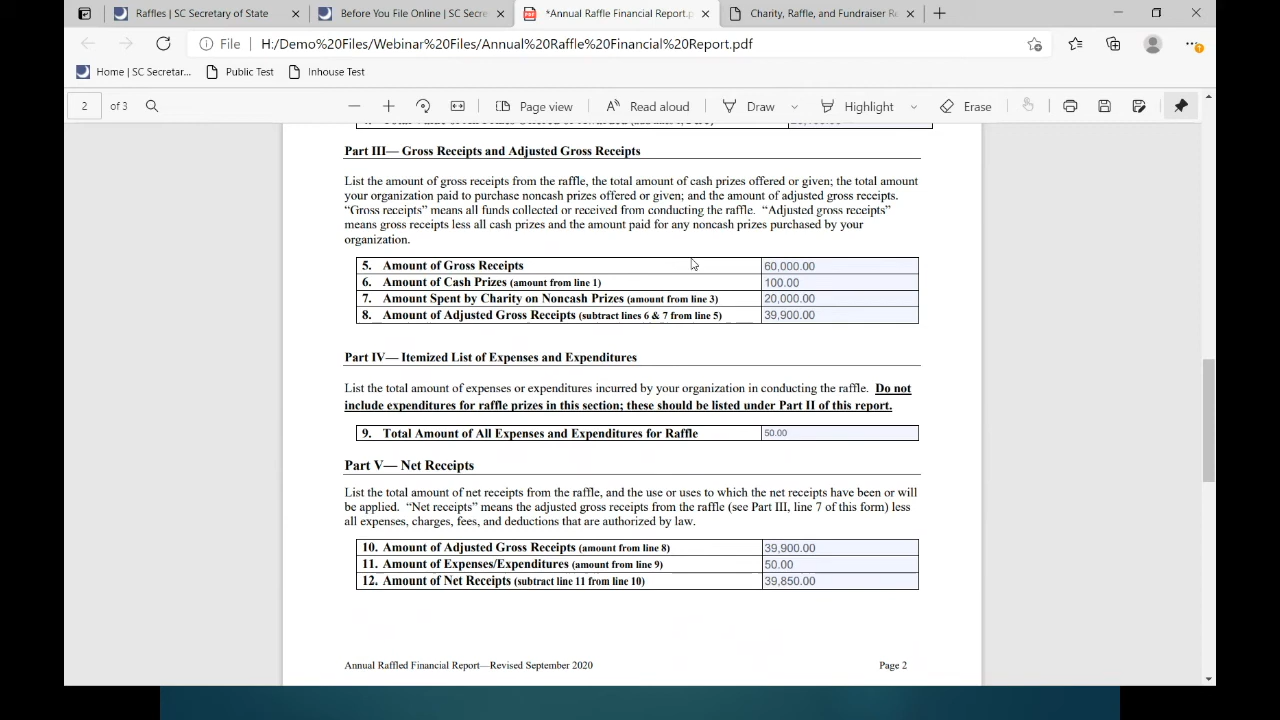 Raffles | SC Secretary of State
Before You File Online | SC Secre
*Annual Raffle Financial Report.p
Charity, Raffle, and Fundraiser Re
File
H:/Demo%20Files/Webinar%20Files/Annual%20Raffle%20Financial%20Report.pdf
Home | SC Secretar...
Public Test
Inhouse Test
2
of 3
Page view
Read aloud
Draw
Highlight
Erase
Part III— Gross Receipts and Adjusted Gross Receipts
List the amount of gross receipts from the raffle, the total amount of cash prizes offered or given; the total amount
your organization paid to purchase noncash prizes offered or given; and the amount of adjusted gross receipts.
“Gross receipts” means all funds collected or received from conducting the raffle. “Adjusted gross receipts”
means gross receipts less all cash prizes and the amount paid for any noncash prizes purchased by your
organization.
5. Amount of Gross Receipts 60,000.00
6. Amount of Cash Prizes (amount from line 1) 100.00
7. Amount Spent by Charity on Noncash Prizes (amount from line 3) 20,000.00
8. Amount of Adjusted Gross Receipts (subtract lines 6 & 7 from line 5) 39,900.00
Part IV— Itemized List of Expenses and Expenditures
List the total amount of expenses or expenditures incurred by your organization in conducting the raffle. Do not
include expenditures for raffle prizes in this section; these should be listed under Part II of this report.
9. Total Amount of All Expenses and Expenditures for Raffle 50.00
Part V— Net Receipts
List the total amount of net receipts from the raffle, and the use or uses to which the net receipts have been or will
be applied. “Net receipts” means the adjusted gross receipts from the raffle (see Part III, line 7 of this form) less
all expenses, charges, fees, and deductions that are authorized by law.
10. Amount of Adjusted Gross Receipts (amount from line 8) 39,900.00
11. Amount of Expenses/Expenditures (amount from line 9) 50.00
12. Amount of Net Receipts (subtract line 11 from line 10) 39,850.00
Annual Raffled Financial Report—Revised September 2020
Page 2